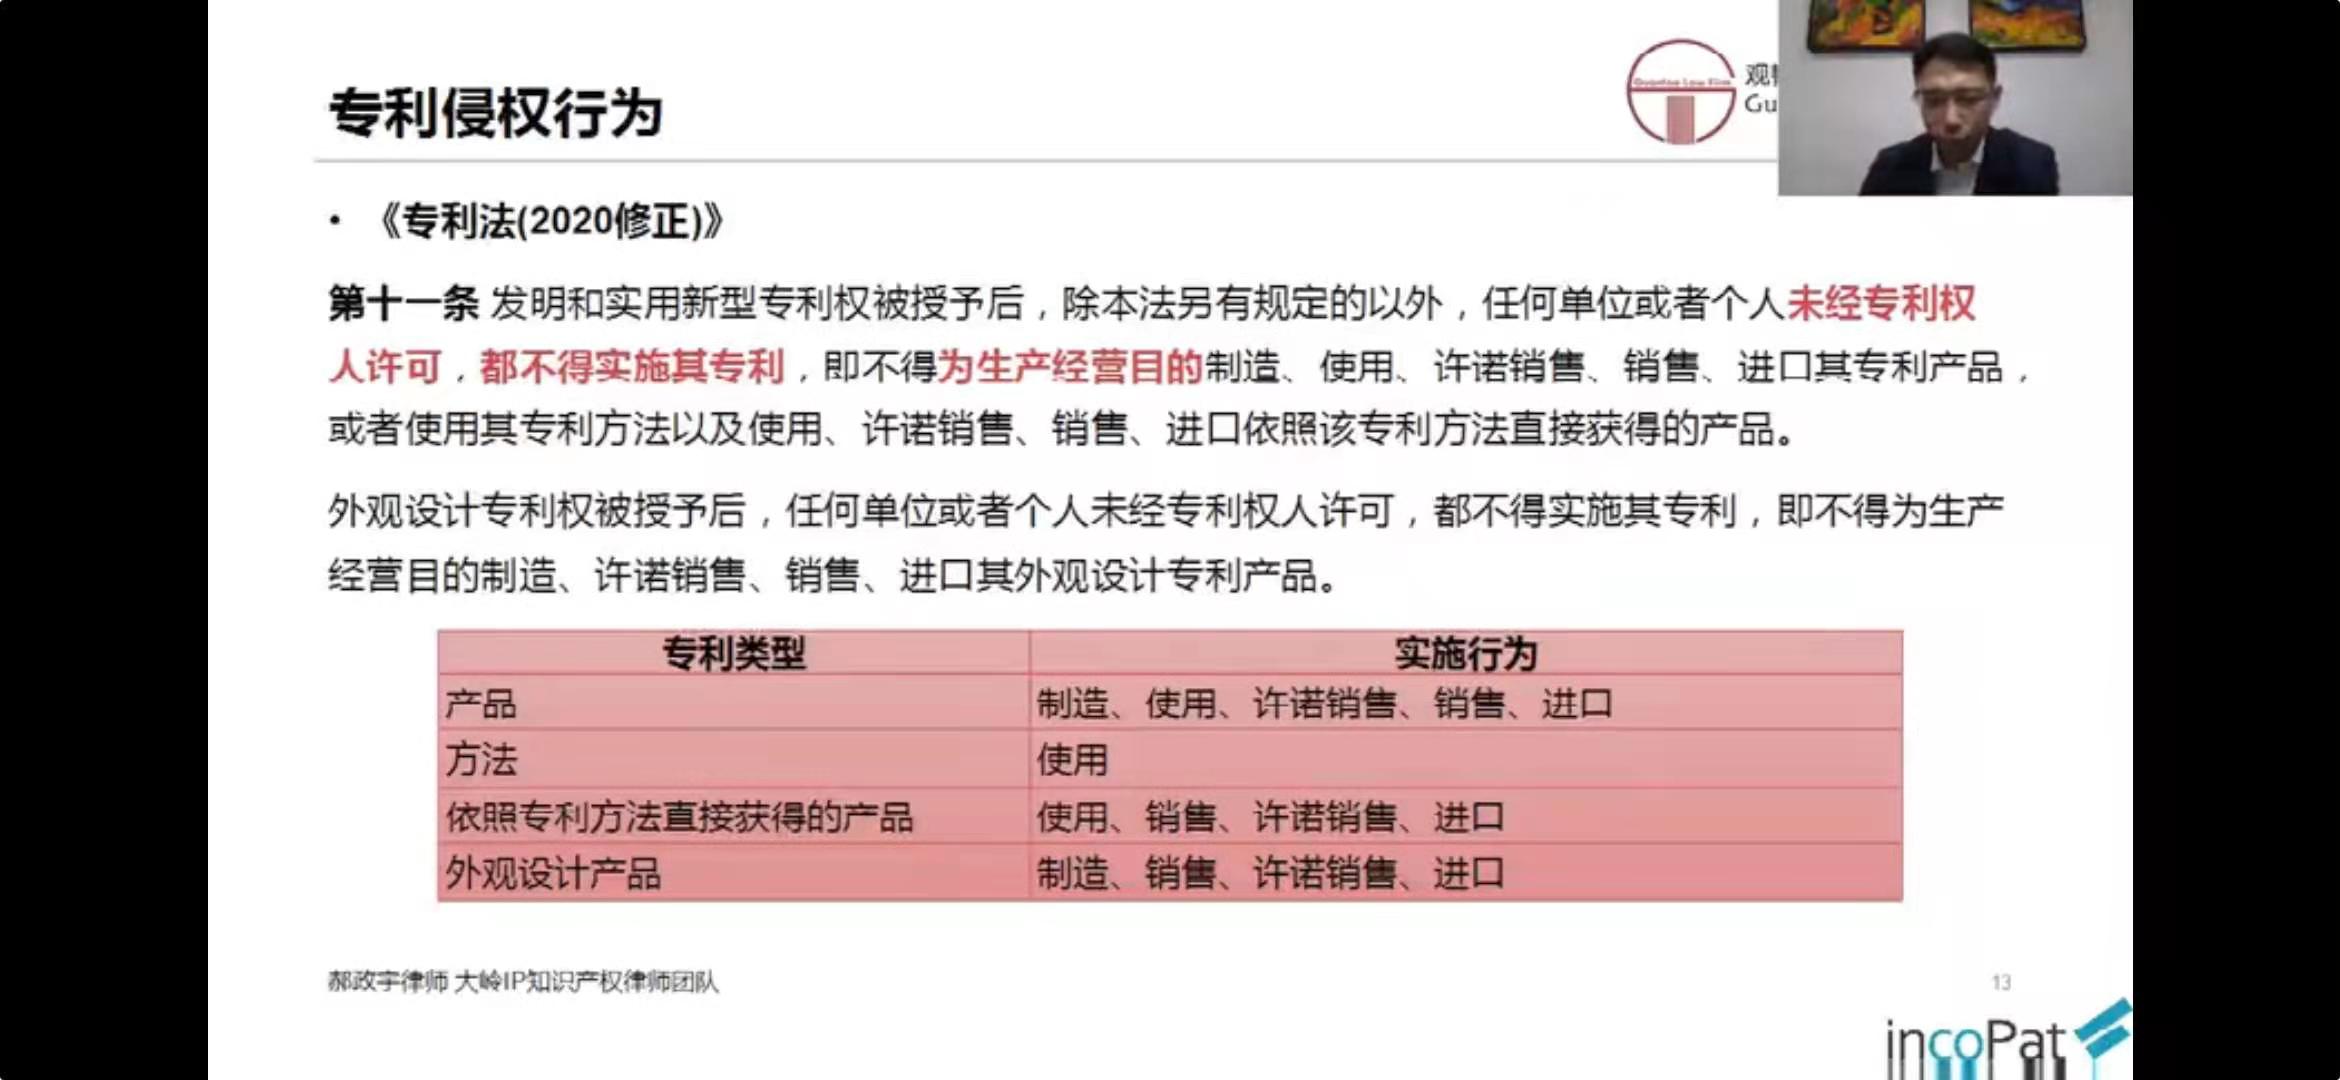 专利侵权行为
Guantao Law Firm
观
Gu
• 《专利法(2020修正)》
第十一条 发明和实用新型专利权被授予后，除本法另有规定的以外，任何单位或者个人未经专利权
人许可，都不得实施其专利，即不得为生产经营目的制造、使用、许诺销售、销售、进口其专利产品，
或者使用其专利方法以及使用、许诺销售、销售、进口依照该专利方法直接获得的产品。
外观设计专利权被授予后，任何单位或者个人未经专利权人许可，都不得实施其专利，即不得为生产
经营目的制造、许诺销售、销售、进口其外观设计专利产品。
专利类型 实施行为
产品 制造、使用、许诺销售、销售、进口
方法 使用
依照专利方法直接获得的产品 使用、销售、许诺销售、进口
外观设计产品 制造、销售、许诺销售、进口
郝政宇律师 大岭IP知识产权律师团队
13
incoPat